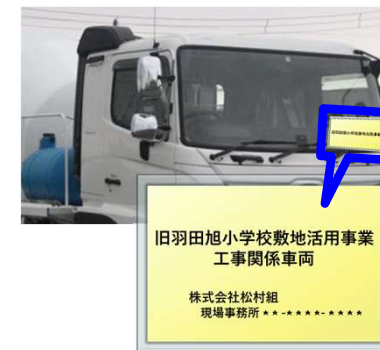 旧羽田旭小学校敷地活用事業
工事関係車両
株式会社松村組
現場事務所 ★★-★★★★-★★★★